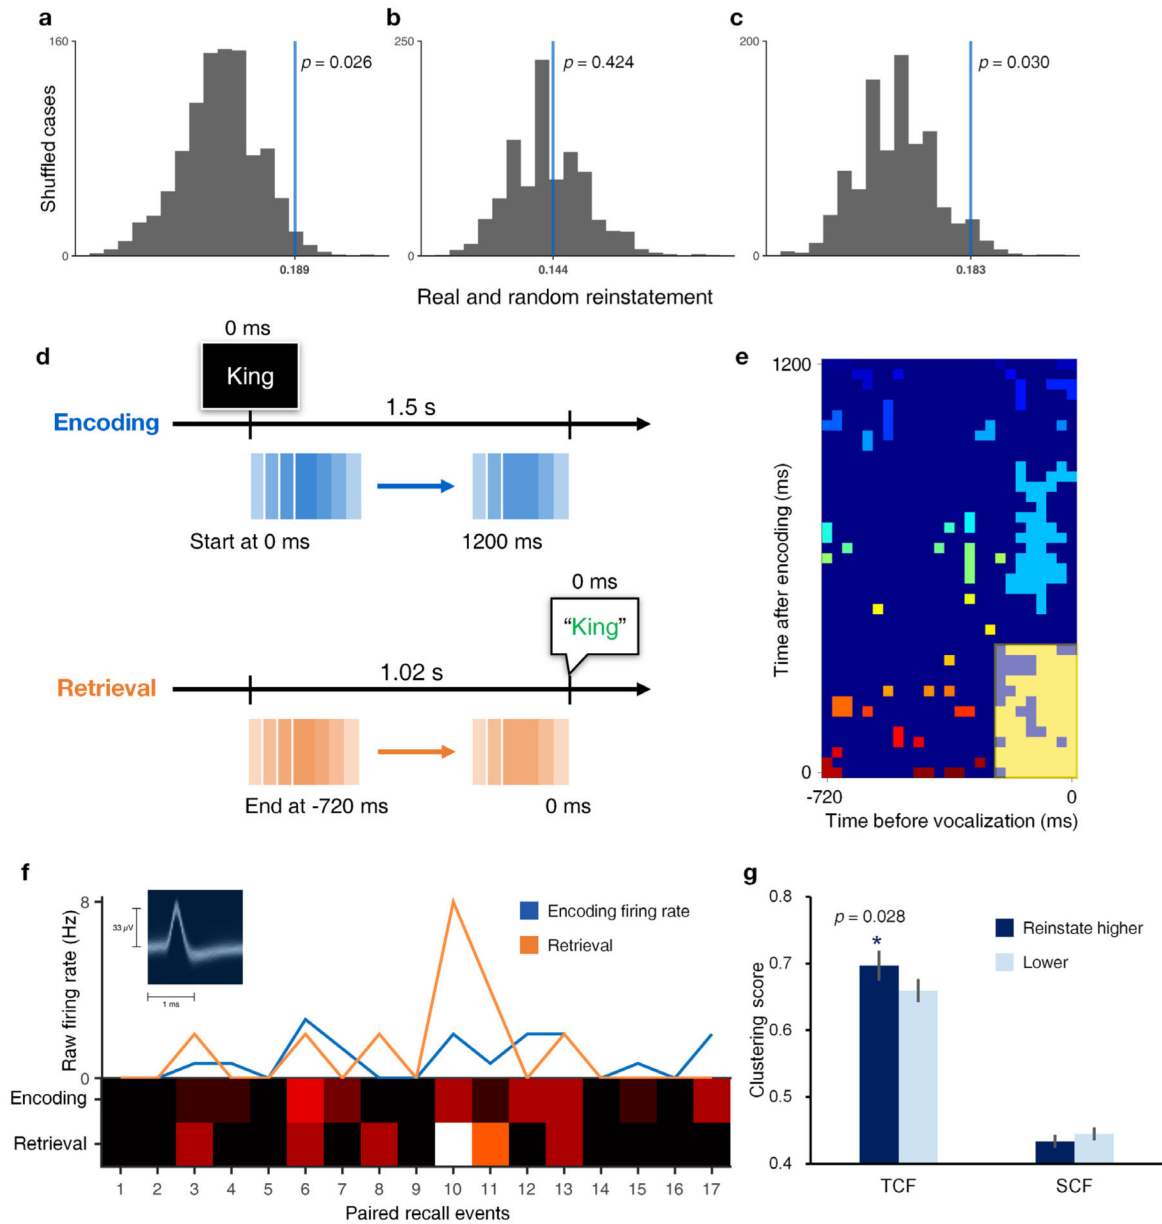 a
160
0
Shuffled cases
p = 0.026
0.189
b
250
0
p = 0.424
0.144
c
200
0
p = 0.030
0.183
Real and random reinstatement
d
0 ms
King
Encoding
1.5 s
Start at 0 ms
1200 ms
0 ms
“King”
Retrieval
1.02 s
End at -720 ms
0 ms
e
1200
0
Time after encoding (ms)
-720
0
Time before vocalization (ms)
f
8
0
Raw firing rate (Hz)
33 µV
1 ms
Encoding firing rate
Retrieval
Encoding
Retrieval
1 2 3 4 5 6 7 8 9 10 11 12 13 14 15 16 17
Paired recall events
g
0.8
0.7
0.6
0.5
0.4
Clustering score
p = 0.028
*
Reinstate higher
Lower
TCF
SCF